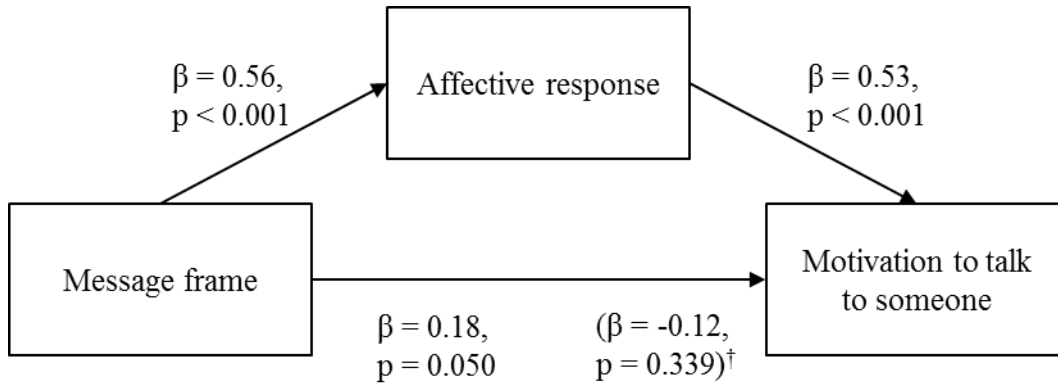 β = 0.56,
p < 0.001
Affective response
β = 0.53,
p < 0.001
Message frame
Motivation to talk
to someone
β = 0.18,
p = 0.050
(β = -0.12,
p = 0.339)†